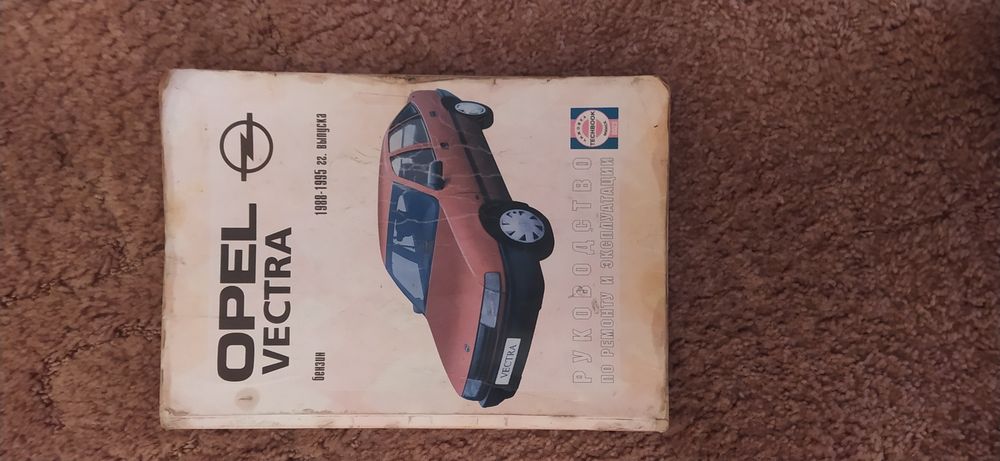 OPEL
VECTRA
бензин
1988-1995 гг. выпуска
VECTRA
TECHBOOK
РУКОВОДСТВО
ПО РЕМОНТУ И ЭКСПЛУАТАЦИИ